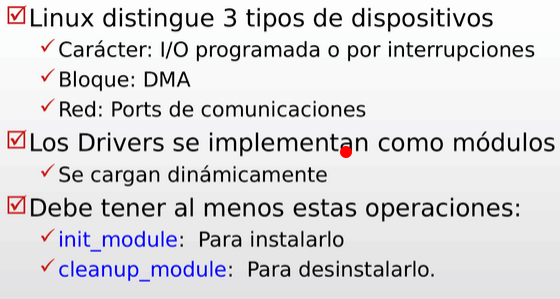 Linux distingue 3 tipos de dispositivos
Carácter: I/O programada o por interrupciones
Bloque: DMA
Red: Ports de comunicaciones
Los Drivers se implementan como módulos
Se cargan dinámicamente
Debe tener al menos estas operaciones:
init_module: Para instalarlo
cleanup_module: Para desinstalarlo.